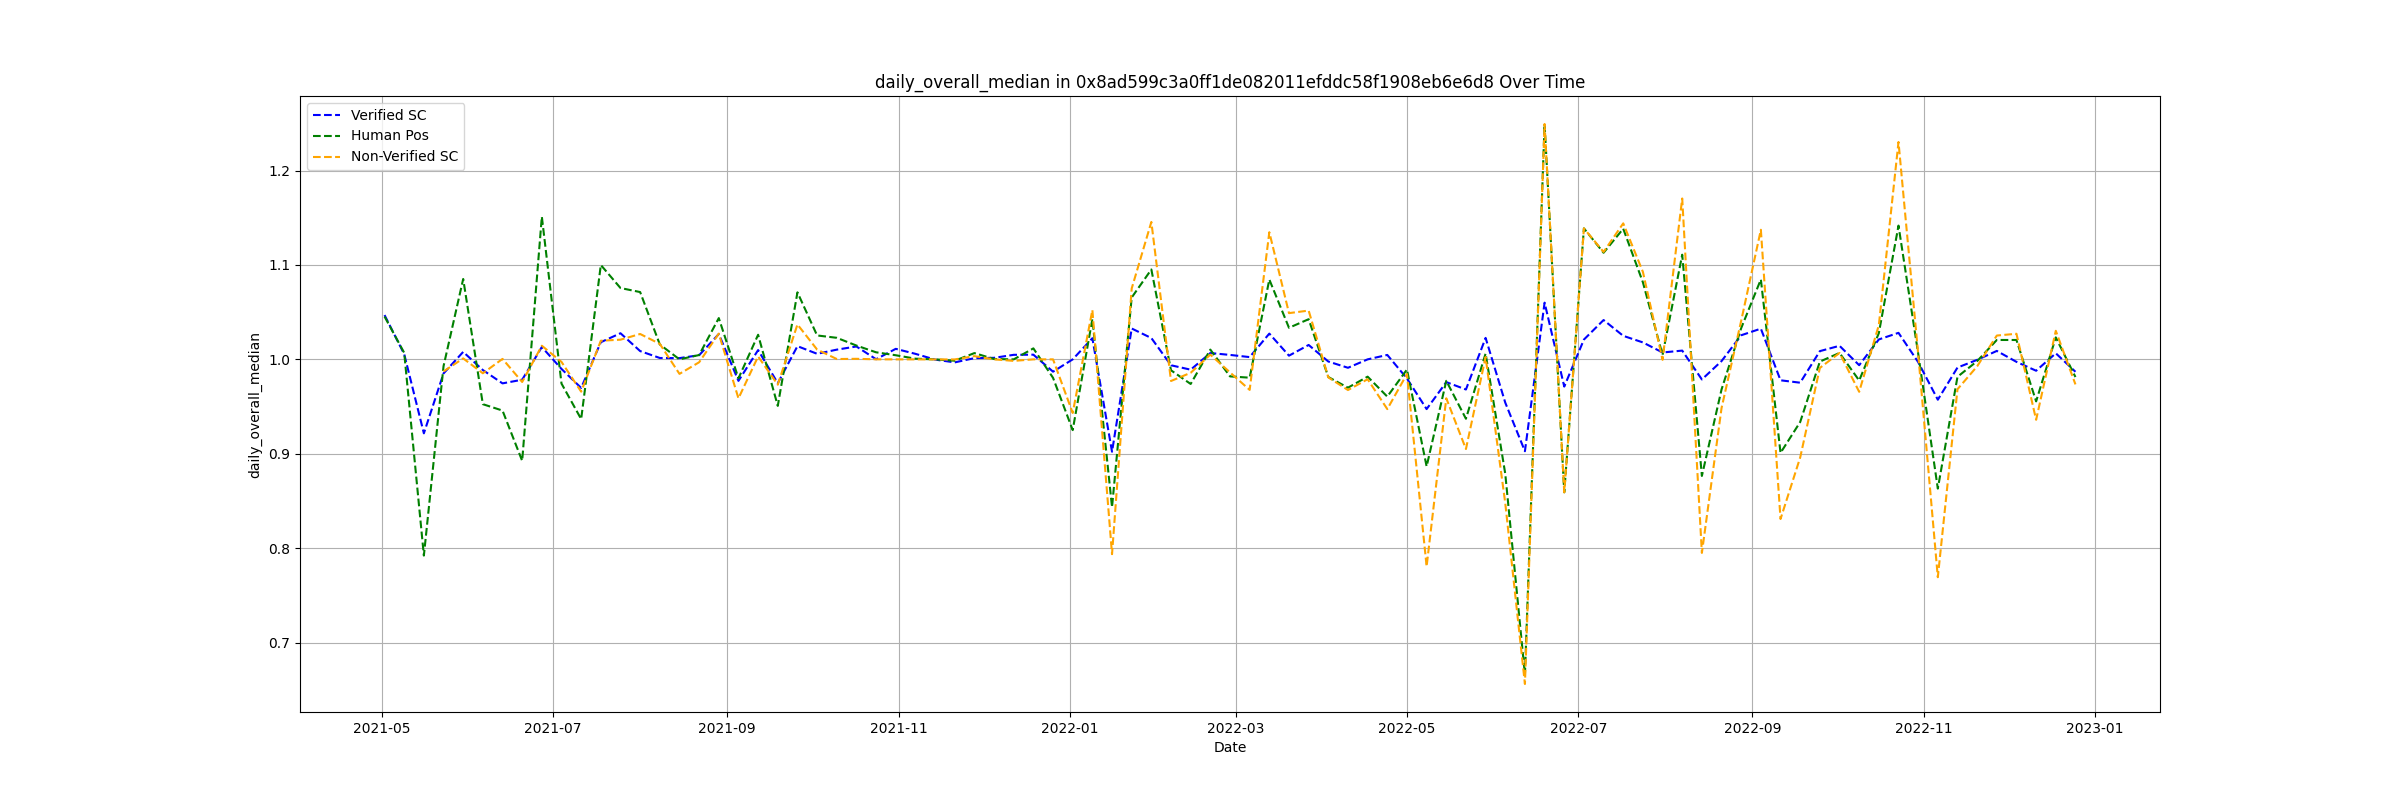 daily_overall_median in 0x8ad599c3a0ff1de082011efddc58f1908eb6e6d8 Over Time
Verified SC
Human Pos
Non-Verified SC
daily_overall_median
1.2
1.1
1.0
0.9
0.8
0.7
2021-05
2021-07
2021-09
2021-11
2022-01
2022-03
2022-05
2022-07
2022-09
2022-11
2023-01
Date